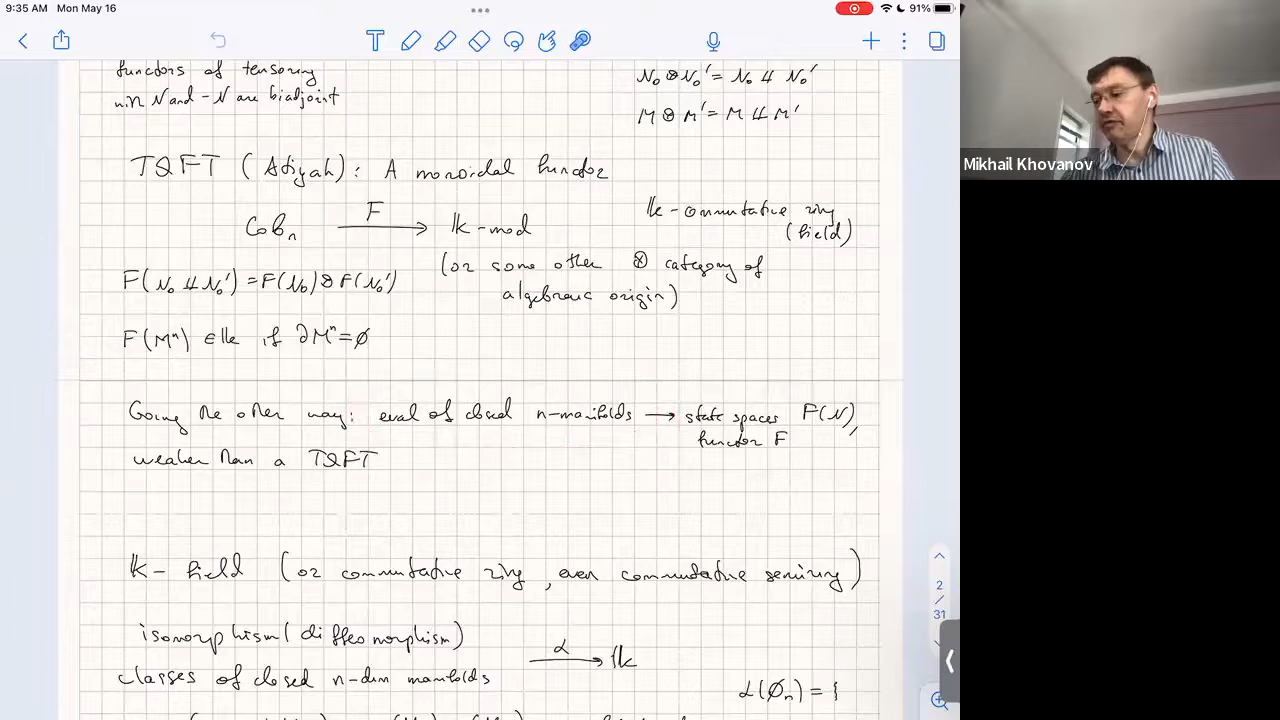 9:35 AM Mon May 16
91%
functors of tensoring
N and -N are biadjoint
N₀ ⊗ N₀' = N₀ ⊔ N₀'
M ⊗ M' = M ⊔ M'
TQFT (Atiyah): A monoidal functor
Cobₙ —F→ 𝕜-mod
𝕜-commutative ring
(field)
F(N₀ ⊔ N₀') = F(N₀) ⊗ F(N₀')
(or some other ⊗ category of
algebraic origin)
F(Mⁿ) ∈ 𝕜 if ∂Mⁿ = ∅
Going the other way: eval of closed n-manifolds → state spaces F(N),
functor F
weaker than a TQFT
𝕜 - field (or commutative ring, even commutative semiring)
isomorphism (diffeomorphism)
classes of closed n-dim manifolds
—α→ 𝕜
α(∅ₙ) = 1
2
/
31
Mikhail Khovanov